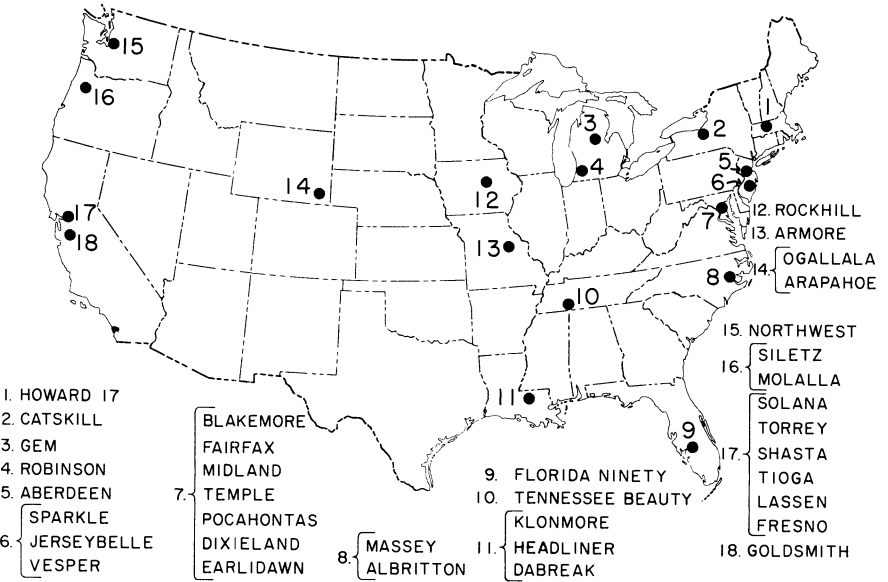 15
16
17
18
14
12
13
3
4
2
1
5
6
7
8
10
11
9
1. HOWARD 17
2. CATSKILL
3. GEM
4. ROBINSON
5. ABERDEEN
6. SPARKLE
JERSEYBELLE
VESPER
7. BLAKEMORE
FAIRFAX
MIDLAND
TEMPLE
POCAHONTAS
DIXIELAND
EARLIDAWN
8. MASSEY
ALBRITTON
9. FLORIDA NINETY
10. TENNESSEE BEAUTY
11. KLONMORE
HEADLINER
DABREAK
12. ROCKHILL
13. ARMORE
14. OGALLALA
ARAPAHOE
15. NORTHWEST
16. SILETZ
MOLALLA
17. SOLANA
TORREY
SHASTA
TIOGA
LASSEN
FRESNO
18. GOLDSMITH